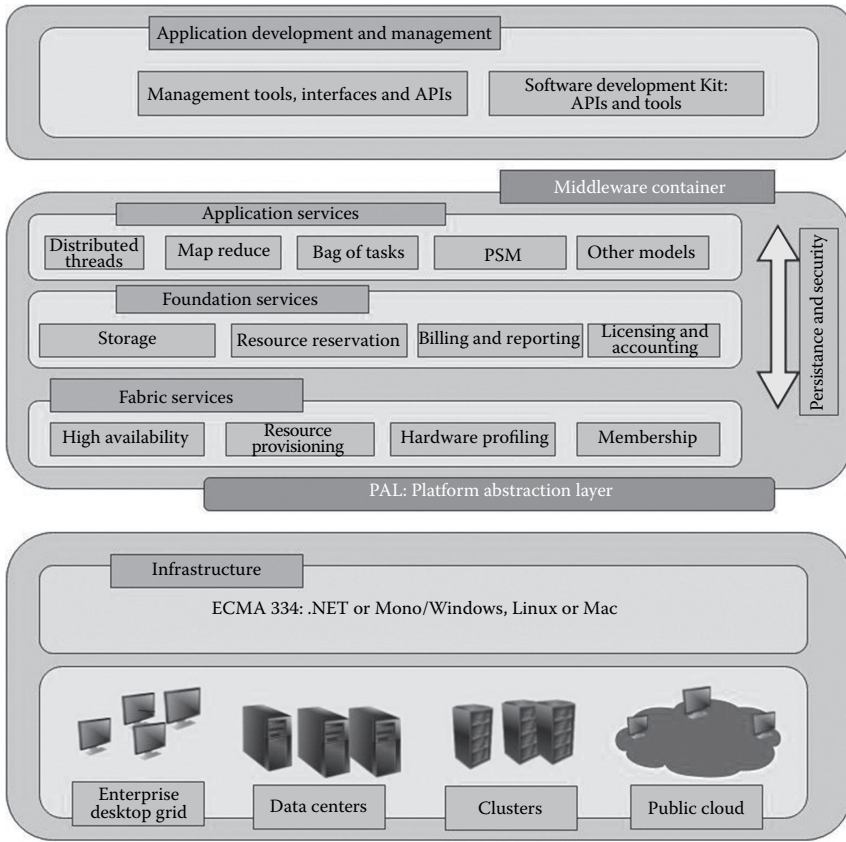 Application development and management
Management tools, interfaces and APIs
Software development Kit:
APIs and tools
Middleware container
Application services
Distributed
threads
Map reduce
Bag of tasks
PSM
Other models
Foundation services
Storage
Resource reservation
Billing and reporting
Licensing and
accounting
Persistance and security
Fabric services
High availability
Resource
provisioning
Hardware profiling
Membership
PAL: Platform abstraction layer
Infrastructure
ECMA 334: .NET or Mono/Windows, Linux or Mac
Enterprise
desktop grid
Data centers
Clusters
Public cloud